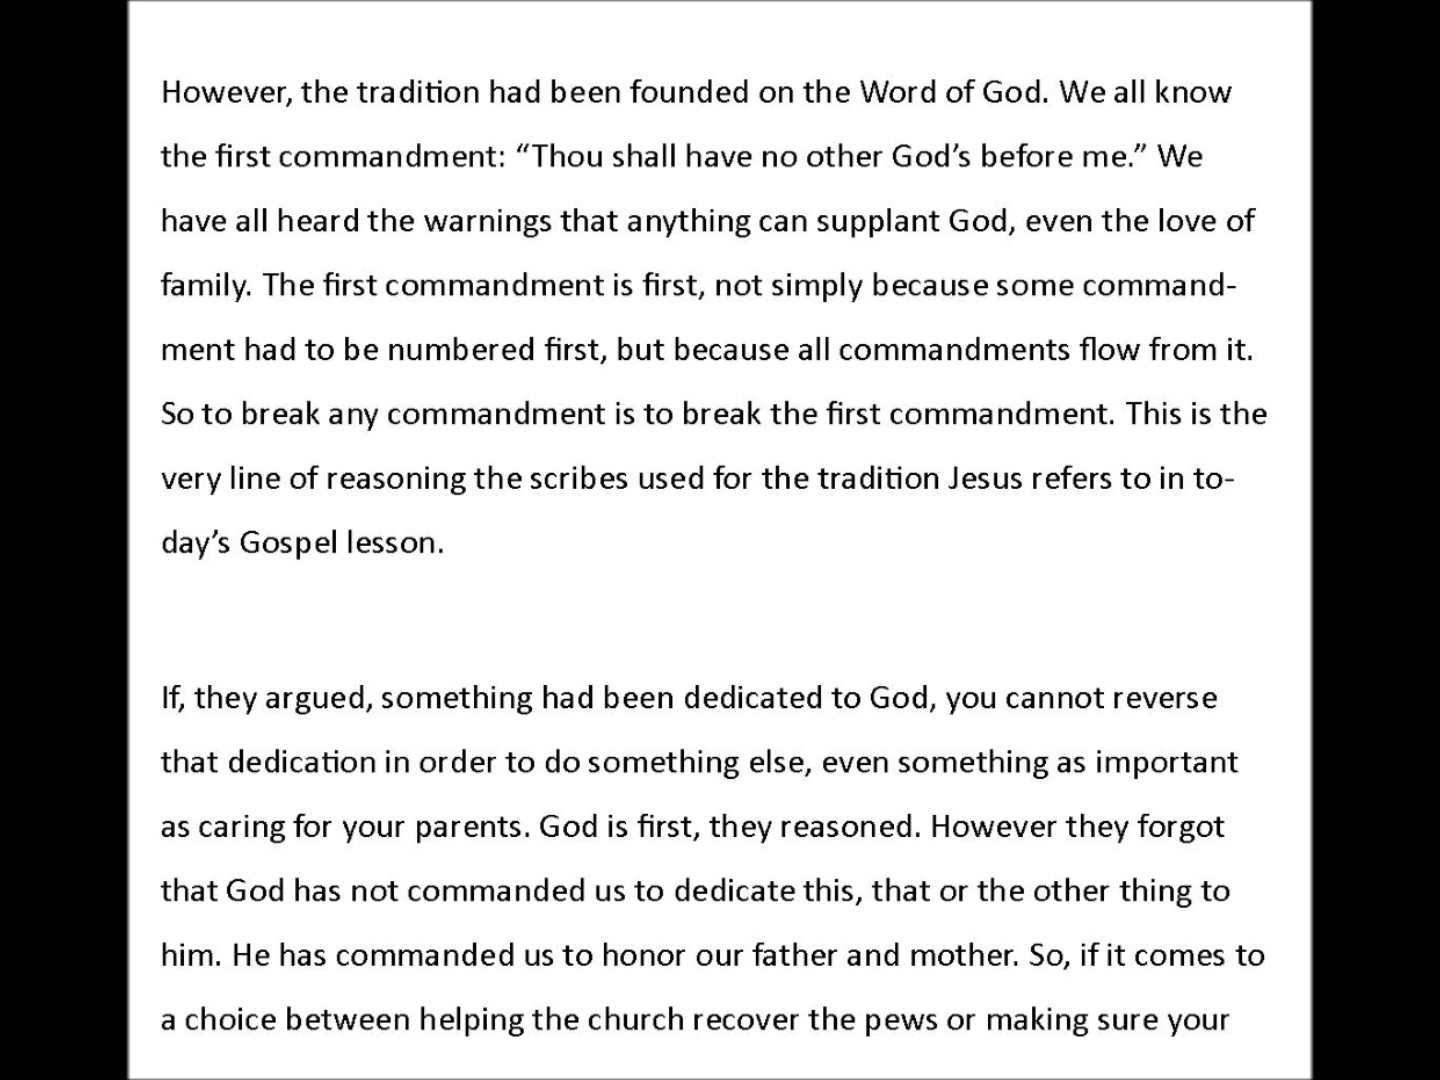 However, the tradition had been founded on the Word of God. We all know
the first commandment: “Thou shall have no other God’s before me.” We
have all heard the warnings that anything can supplant God, even the love of
family. The first commandment is first, not simply because some command-
ment had to be numbered first, but because all commandments flow from it.
So to break any commandment is to break the first commandment. This is the
very line of reasoning the scribes used for the tradition Jesus refers to in to-
day’s Gospel lesson.
If, they argued, something had been dedicated to God, you cannot reverse
that dedication in order to do something else, even something as important
as caring for your parents. God is first, they reasoned. However they forgot
that God has not commanded us to dedicate this, that or the other thing to
him. He has commanded us to honor our father and mother. So, if it comes to
a choice between helping the church recover the pews or making sure your